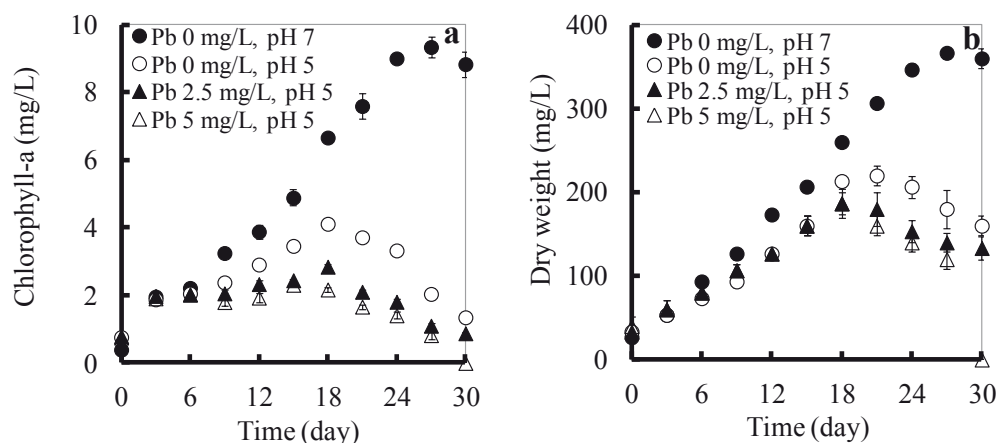 10
8
6
4
2
0
Chlorophyll-a (mg/L)
a
Pb 0 mg/L, pH 7
Pb 0 mg/L, pH 5
Pb 2.5 mg/L, pH 5
Pb 5 mg/L, pH 5
0 6 12 18 24 30
Time (day)
400
300
200
100
0
Dry weight (mg/L)
b
Pb 0 mg/L, pH 7
Pb 0 mg/L, pH 5
Pb 2.5 mg/L, pH 5
Pb 5 mg/L, pH 5
0 6 12 18 24 30
Time (day)